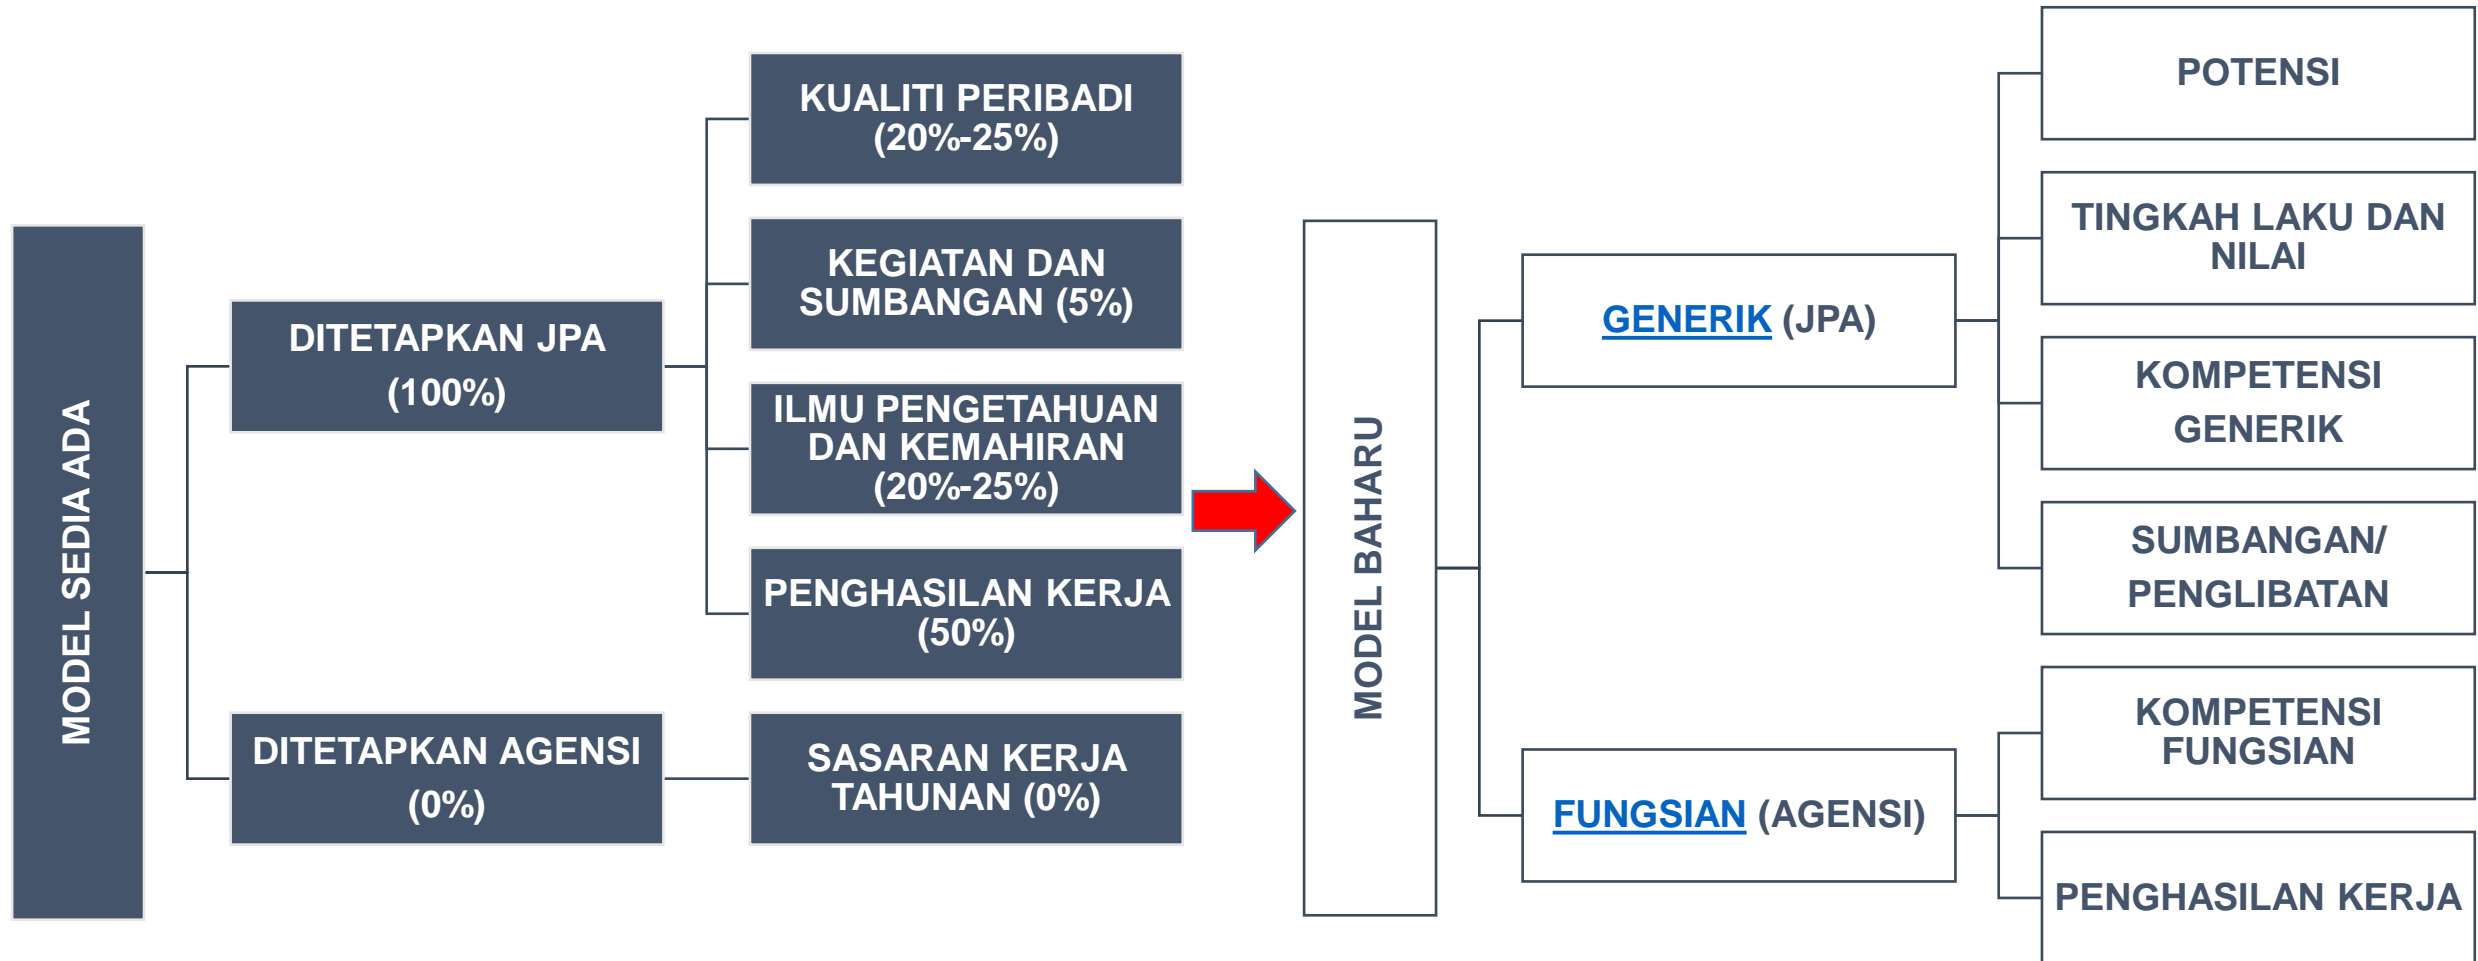 MODEL SEDIA ADA
DITETAPKAN JPA
(100%)
KUALITI PERIBADI
(20%-25%)
KEGIATAN DAN
SUMBANGAN (5%)
ILMU PENGETAHUAN
DAN KEMAHIRAN
(20%-25%)
PENGHASILAN KERJA
(50%)
DITETAPKAN AGENSI
(0%)
SASARAN KERJA
TAHUNAN (0%)
MODEL BAHARU
GENERIK (JPA)
POTENSI
TINGKAH LAKU DAN
NILAI
KOMPETENSI
GENERIK
SUMBANGAN/
PENGLIBATAN
FUNGSIAN (AGENSI)
KOMPETENSI
FUNGSIAN
PENGHASILAN KERJA